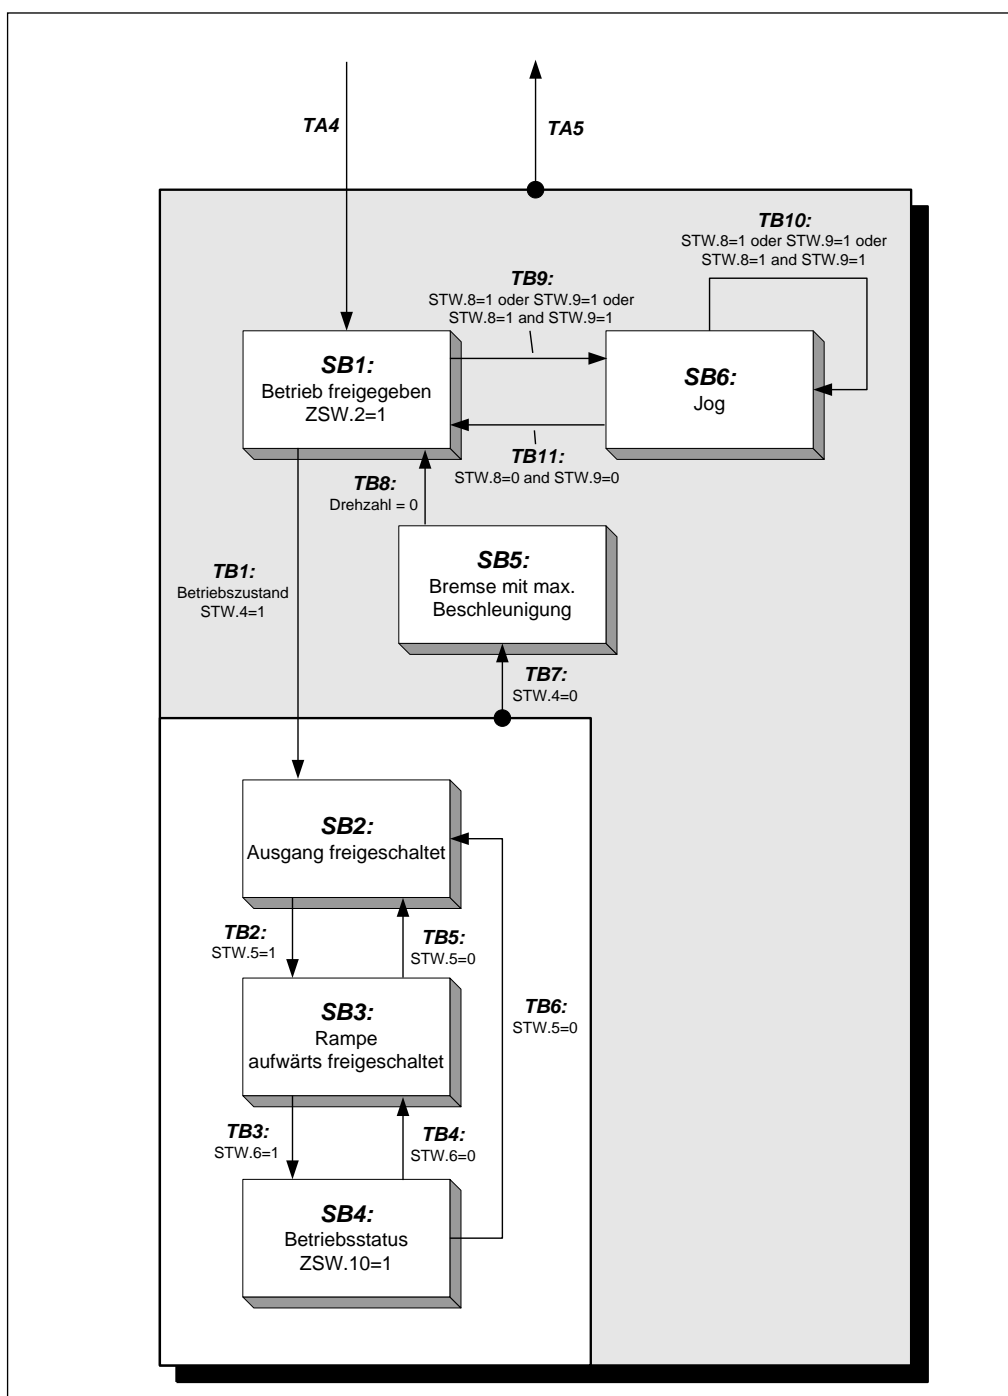 TA4
TA5
TB10:
STW.8=1 oder STW.9=1 oder
STW.8=1 and STW.9=1
TB9:
STW.8=1 oder STW.9=1 oder
STW.8=1 and STW.9=1
SB1:
Betrieb freigegeben
ZSW.2=1
SB6:
Jog
TB11:
STW.8=0 and STW.9=0
TB8:
Drehzahl = 0
SB5:
Bremse mit max.
Beschleunigung
TB1:
Betriebszustand
STW.4=1
TB7:
STW.4=0
SB2:
Ausgang freigeschaltet
TB2:
STW.5=1
TB5:
STW.5=0
SB3:
Rampe
aufwärts freigeschaltet
TB6:
STW.5=0
TB3:
STW.6=1
TB4:
STW.6=0
SB4:
Betriebsstatus
ZSW.10=1